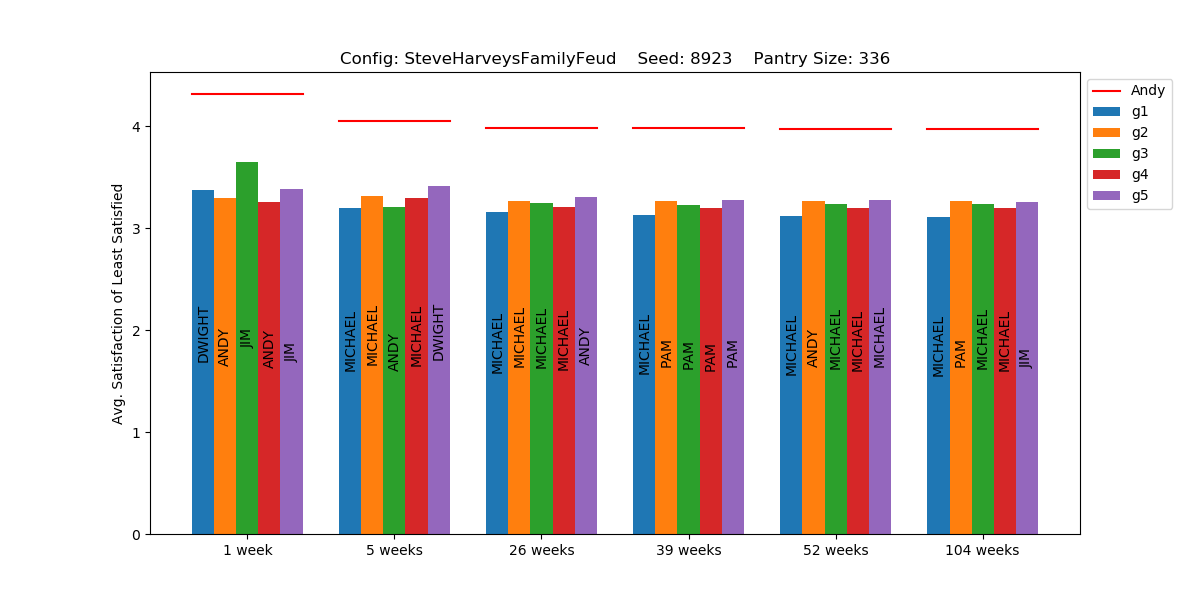 Config: SteveHarveysFamilyFeud    Seed: 8923    Pantry Size: 336
Avg. Satisfaction of Least Satisfied
4
3
2
1
0
DWIGHT
ANDY
JIM
ANDY
JIM
MICHAEL
MICHAEL
ANDY
MICHAEL
DWIGHT
MICHAEL
MICHAEL
MICHAEL
MICHAEL
ANDY
MICHAEL
PAM
PAM
PAM
PAM
MICHAEL
ANDY
MICHAEL
MICHAEL
MICHAEL
MICHAEL
PAM
MICHAEL
MICHAEL
JIM
1 week
5 weeks
26 weeks
39 weeks
52 weeks
104 weeks
Andy
g1
g2
g3
g4
g5